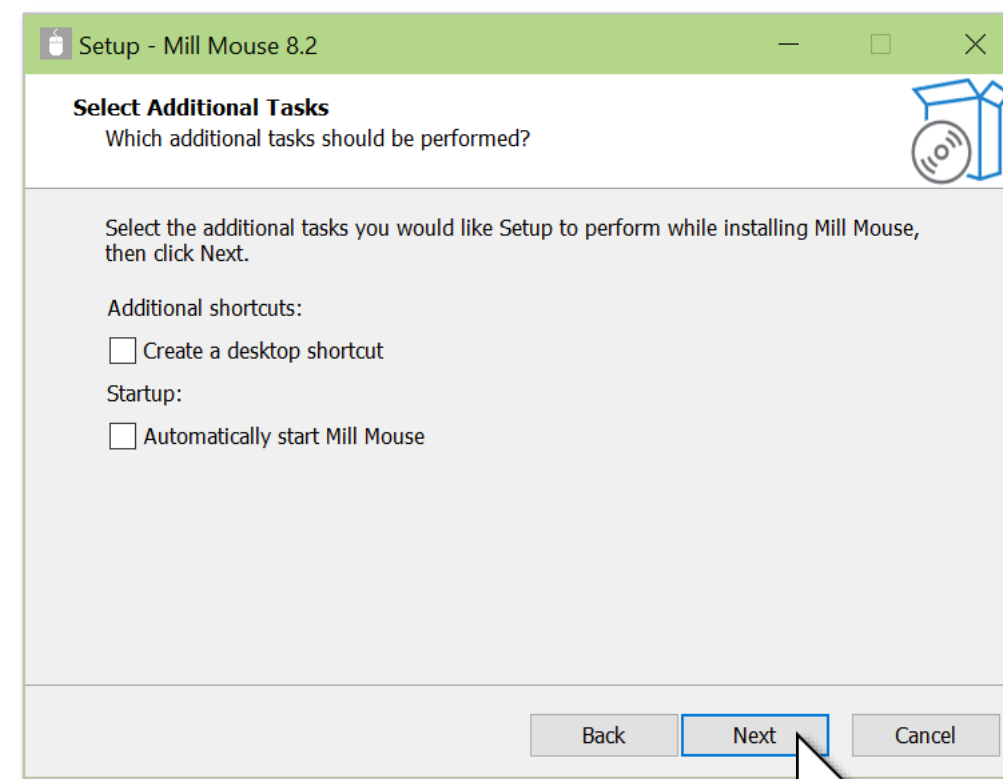 Setup - Mill Mouse 8.2
Select Additional Tasks
Which additional tasks should be performed?
Select the additional tasks you would like Setup to perform while installing Mill Mouse,
then click Next.
Additional shortcuts:
Create a desktop shortcut
Startup:
Automatically start Mill Mouse
Back Next Cancel